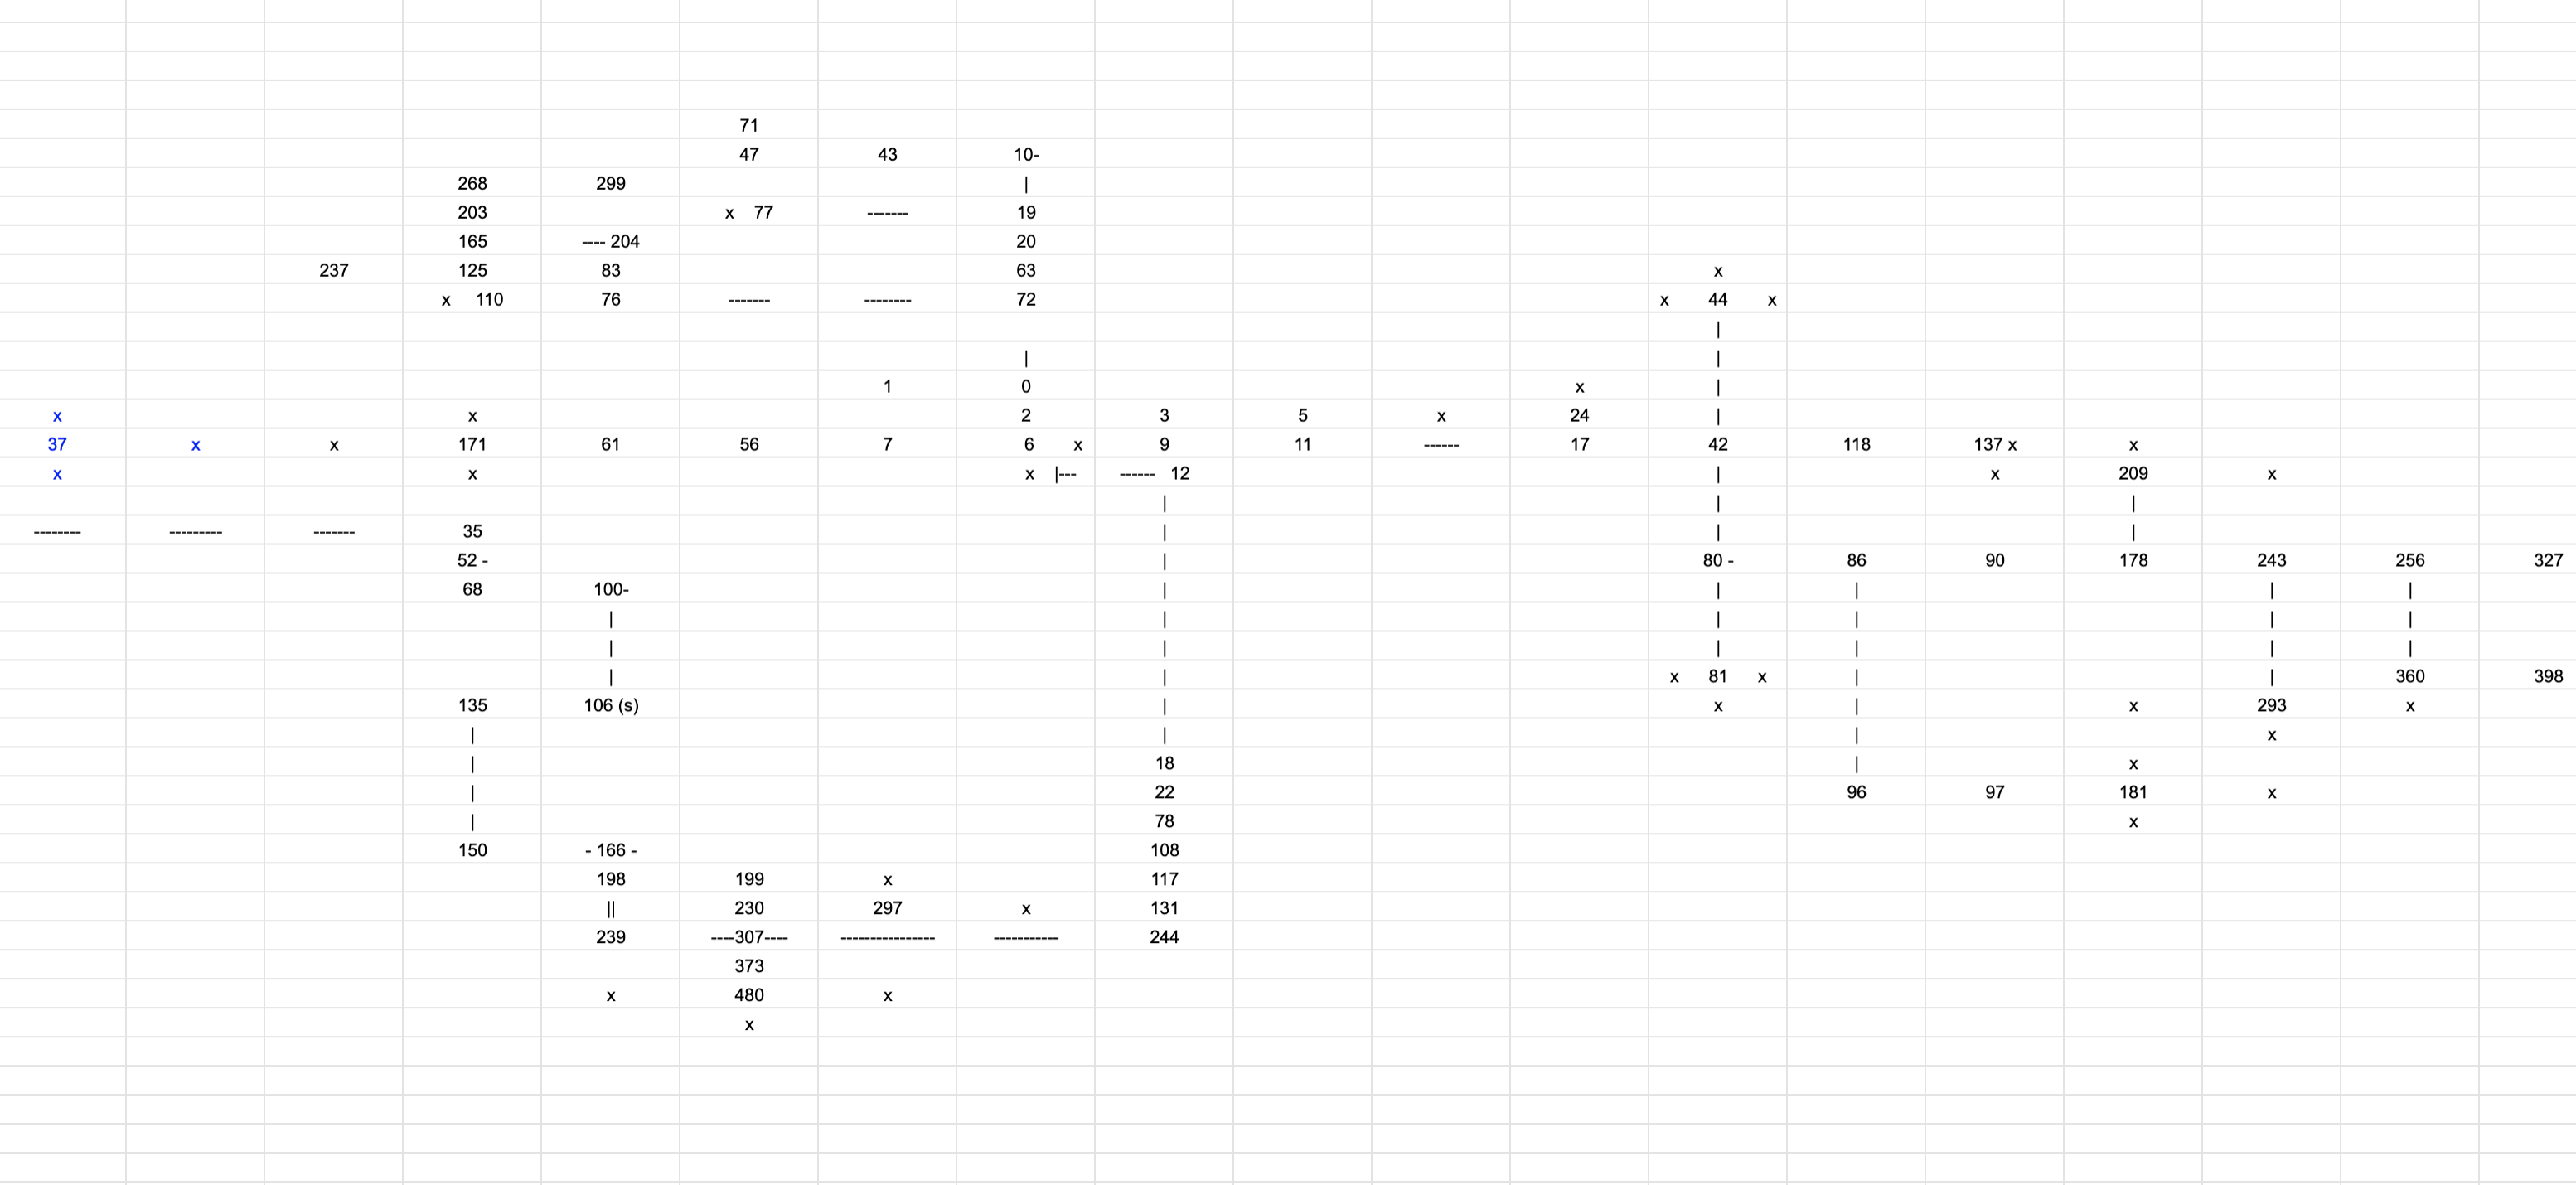 71
47 43 10-
268 299 |
203 x 77 ------- 19
165 ---- 204 20
237 125 83 63 x
x 110 76 ------- -------- 72 x 44 x
|
| |
1 0 x |
x x 2 3 5 x 24 |
37 x x 171 61 56 7 6 x 9 11 ------ 17 42 118 137 x x
x x x |--- ------ 12 | x 209 x
| | |
-------- --------- ------- 35 | | |
52 - | 80 - 86 90 178 243 256 327
68 100- | | | | |
| | | | | |
| | | | | |
| | x 81 x | | 360 398
135 106 (s) | x | x 293 x
| | | x
| 18 | x
| 22 96 97 181 x
| 78 x
150 - 166 - 108
198 199 x 117
|| 230 297 x 131
239 ----307---- ---------------- ----------- 244
373
x 480 x
x